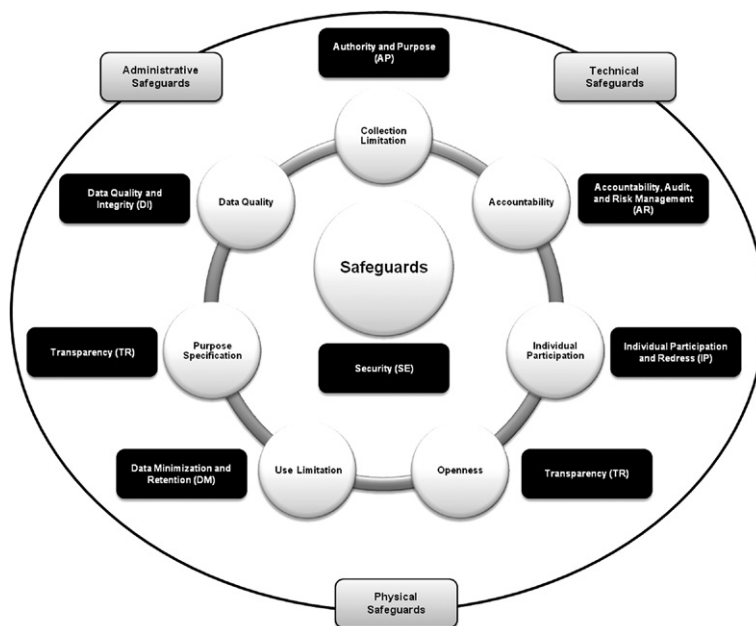 Authority and Purpose
(AP)
Administrative
Safeguards
Technical
Safeguards
Collection
Limitation
Data Quality and
Integrity (DI)
Data Quality
Accountability
Accountability, Audit,
and Risk Management
(AR)
Safeguards
Transparency (TR)
Purpose
Specification
Security (SE)
Individual
Participation
Individual Participation
and Redress (IP)
Data Minimization and
Retention (DM)
Use Limitation
Openness
Transparency (TR)
Physical
Safeguards